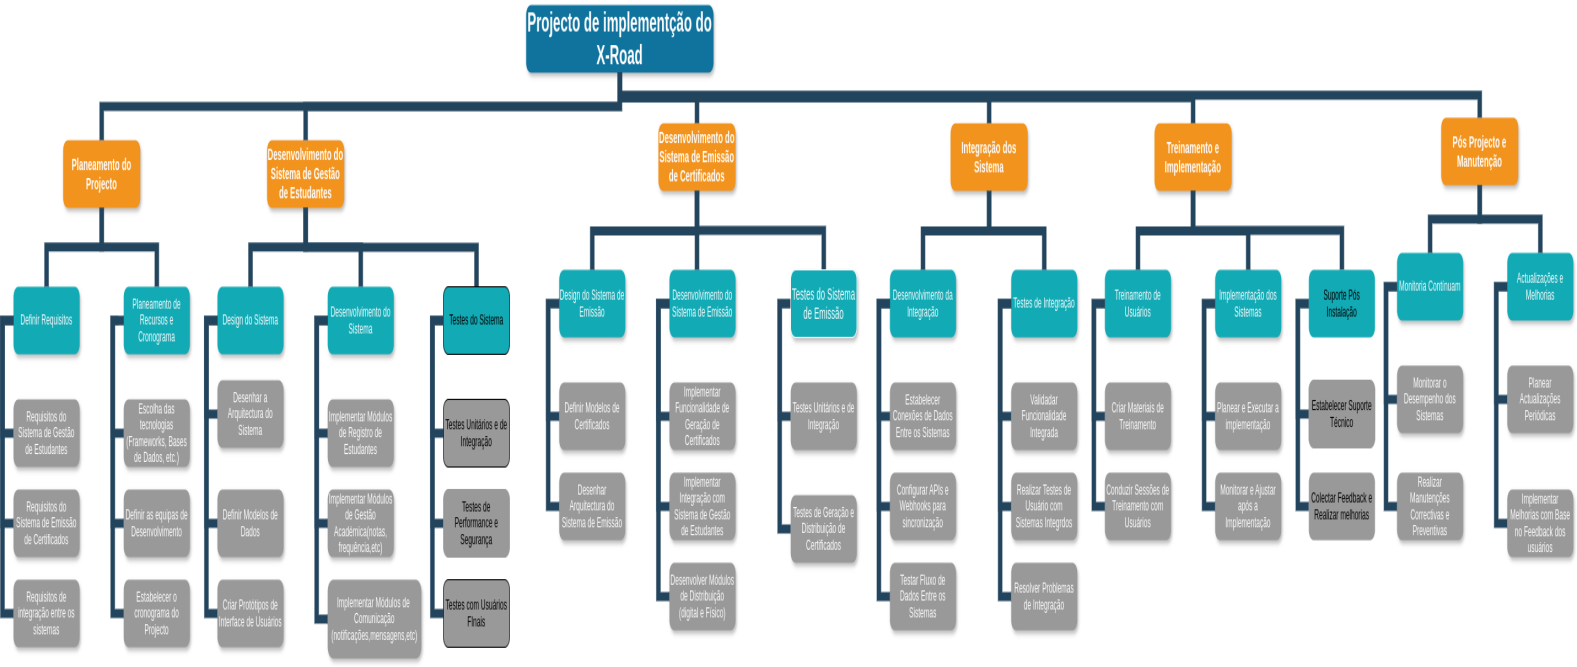 Projecto de implementção do
X-Road
Planeamento do
Projecto
Desenvolvimento do
Sistema de Gestão
de Estudantes
Desenvolvimento do
Sistema de Emissão
de Certificados
Integração dos
Sistema
Treinamento e
Implementação
Pós Projecto e
Manutenção
Definir Requisitos
Planeamento de
Recursos e
Cronograma
Design do Sistema
Desenvolvimento do
Sistema
Testes do Sistema
Design do Sistema de
Emissão
Desenvolvimento do
Sistema de Emissão
Testes do Sistema
de Emissão
Desenvolvimento da
Integração
Testes de Integração
Treinamento de
Usuários
Implementação dos
Sistemas
Suporte Pós
Instalação
Monitoria Continuam
Actualizações e
Melhorias
Requisitos do
Sistema de Gestão
de Estudantes
Requisitos do
Sistema de Emissão
de Certificados
Requisitos de
integração entre os
sistemas
Escolha das
tecnologias
(Frameworks, Bases
de Dados, etc.)
Definir as equipas de
Desenvolvimento
Estabelecer o
cronograma do
Projecto
Desenhar a
Arquitectura do
Sistema
Definir Modelos de
Dados
Criar Protótipos de
Interface de Usuários
Implementar Módulos
de Registro de
Estudantes
Implementar Módulos
de Gestão
Académica(notas,
frequência,etc)
Implementar Módulos de
Comunicação
(notificações,mensagens,etc)
Testes Unitários e de
Integração
Testes de
Performance e
Segurança
Testes com Usuários
FInais
Definir Modelos de
Certificados
Desenhar
Arquitectura do
Sistema de Emissão
Implementar
Funcionalidade de
Geração de
Certificados
Implementar
Integração com
Sistema de Gestão
de Estudantes
Desenvolver Módulos
de Distribuição
(digital e Físico)
Testes Unitários e de
Integração
Testes de Geração e
Distribuição de
Certificados
Estabelecer
Conexões de Dados
Entre os Sistemas
Configurar APIs e
Webhooks para
sincronização
Testar Fluxo de
Dados Entre os
Sistemas
Validar
Funcionalidade
Integrada
Realizar Testes de
Usuário com
Sistemas Integrdos
Resolver Problemas
de Integração
Criar Materiais de
Treinamento
Conduzir Sessões de
Treinamento com
Usuários
Planear e Executar a
implementação
Monitorar e Ajustar
após a
Implementação
Estabelecer Suporte
Técnico
Colectar Feedback e
Realizar melhorias
Monitorar o
Desempenho dos
Sistemas
Realizar
Manutenções
Correctivas e
Preventivas
Planear
Actualizações
Periódicas
Implementar
Melhorias com Base
no Feedback dos
usuários